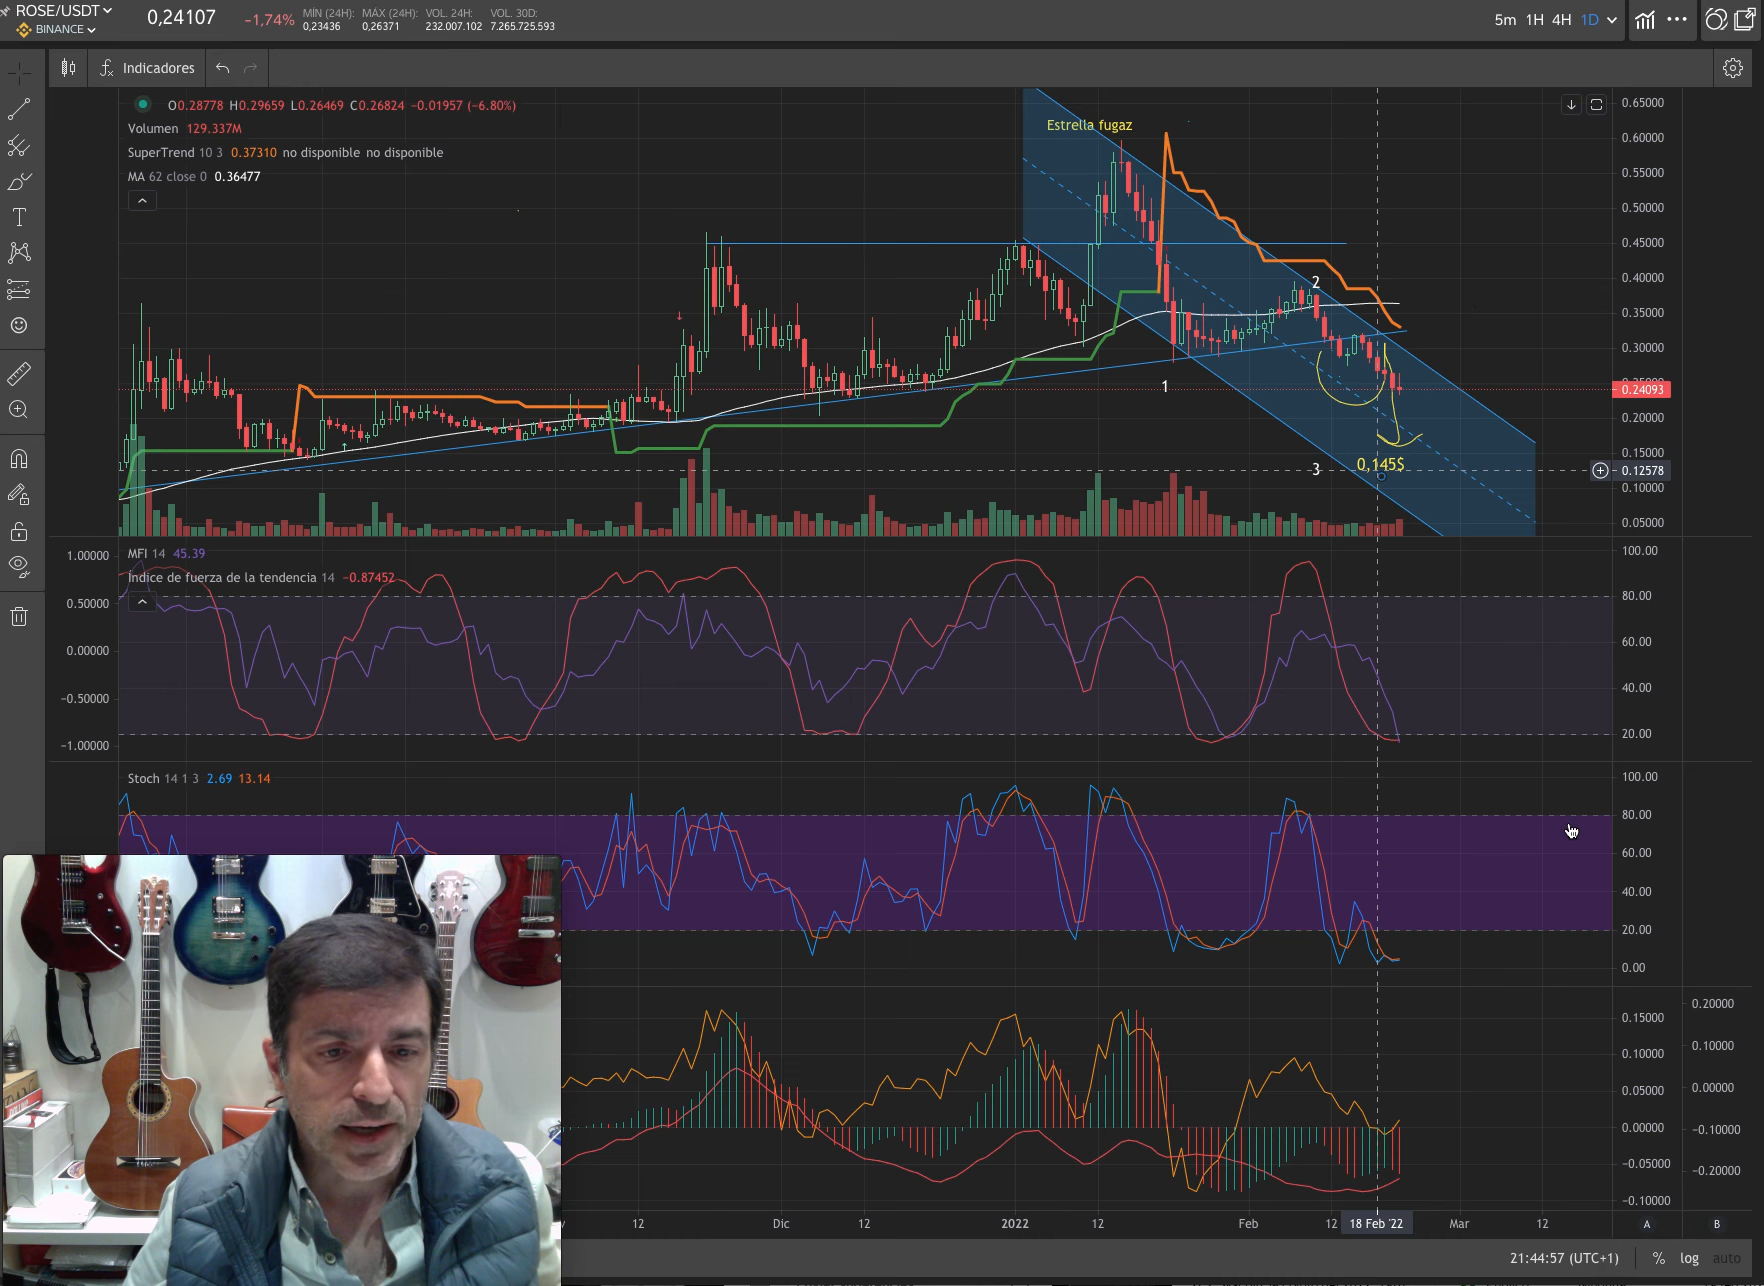 ROSE/USDT
BINANCE
0,24107
-1,74%
MÍN (24H): MÁX (24H): VOL. 24H: VOL. 30D:
0,23436 0,26371 232.007.102 7.265.725.593
5m 1H 4H 1D
Indicadores
O0.28778 H0.29659 L0.26469 C0.26824 −0.01957 (−6.80%)
Volumen 129.337M
SuperTrend 10 3 0.37310 no disponible no disponible
MA 62 close 0 0.36477
Estrella fugaz
1
2
3
0,145$
0.65000
0.60000
0.55000
0.50000
0.45000
0.40000
0.35000
0.30000
0.24093
0.20000
0.15000
0.12578
0.10000
0.05000
MFI 14 45.39
Índice de fuerza de la tendencia 14 −0.87452
1.00000
0.50000
0.00000
−0.50000
−1.00000
100.00
80.00
60.00
40.00
20.00
Stoch 14 1 3 2.69 13.14
100.00
80.00
60.00
40.00
20.00
0.00
0.15000
0.10000
0.05000
0.00000
−0.05000
−0.10000
0.20000
0.10000
0.00000
−0.10000
−0.20000
12 Dic 12 2022 12 Feb 12 18 Feb '22 Mar 12 A B
21:44:57 (UTC+1) % log auto